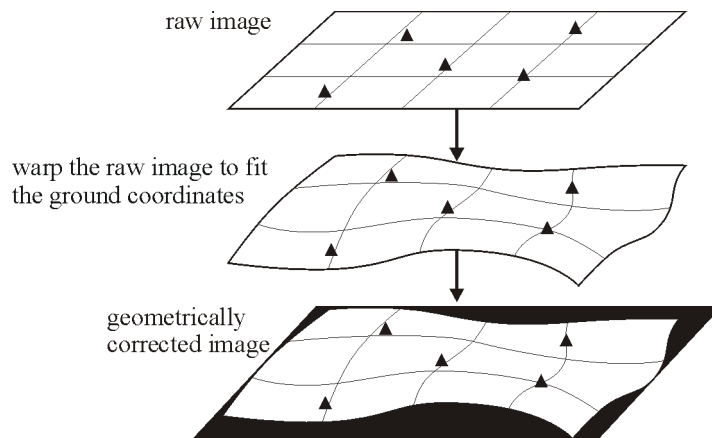 raw image
warp the raw image to fit
the ground coordinates
geometrically
corrected image